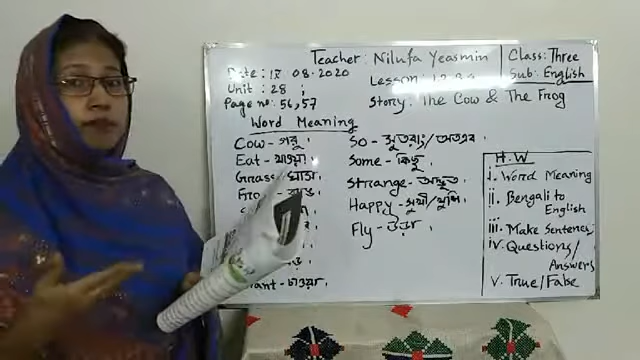 Teacher: Nilufa Yeasmin
Date: 08.2020
Unit: 28
Page no: 56,57
Lesson:
Story: The Cow & The Frog
Class: Three
Sub: English
Word Meaning
Cow - গরু।
Eat - খাওয়া।
Grass - ঘাস।
So - সুতরাং/অতএব।
Some - কিছু।
Strange - অদ্ভুত।
Happy - সুখী/খুশি।
Fly - উড়া।
- চাওয়া।
H.W
i. Word Meaning
ii. Bengali to English
iii. Make Sentences
iv. Questions/
Answers
v. True/False